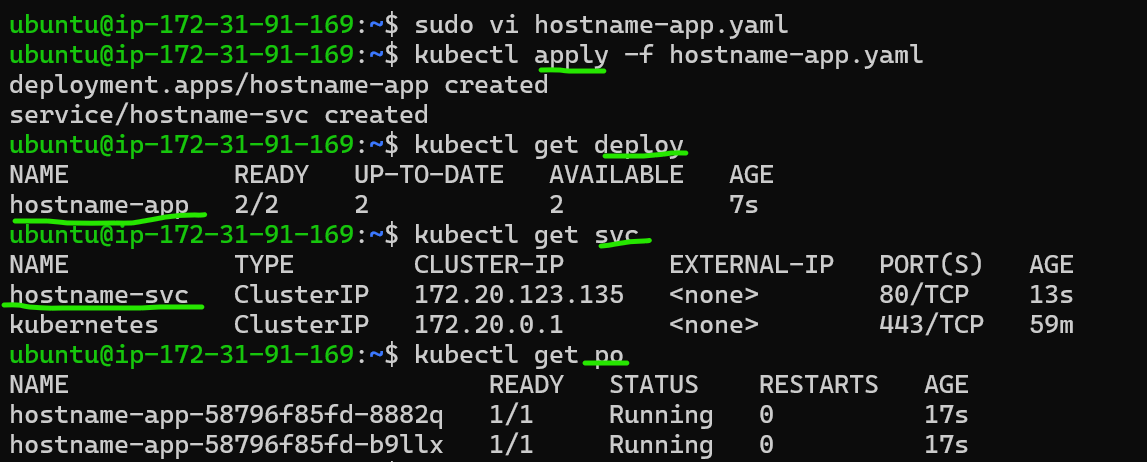 ubuntu@ip-172-31-91-169:~$ sudo vi hostname-app.yaml
ubuntu@ip-172-31-91-169:~$ kubectl apply -f hostname-app.yaml
deployment.apps/hostname-app created
service/hostname-svc created
ubuntu@ip-172-31-91-169:~$ kubectl get deploy
NAME READY UP-TO-DATE AVAILABLE AGE
hostname-app 2/2 2 2 7s
ubuntu@ip-172-31-91-169:~$ kubectl get svc
NAME TYPE CLUSTER-IP EXTERNAL-IP PORT(S) AGE
hostname-svc ClusterIP 172.20.123.135 <none> 80/TCP 13s
kubernetes ClusterIP 172.20.0.1 <none> 443/TCP 59m
ubuntu@ip-172-31-91-169:~$ kubectl get po
NAME READY STATUS RESTARTS AGE
hostname-app-58796f85fd-8882q 1/1 Running 0 17s
hostname-app-58796f85fd-b9llx 1/1 Running 0 17s